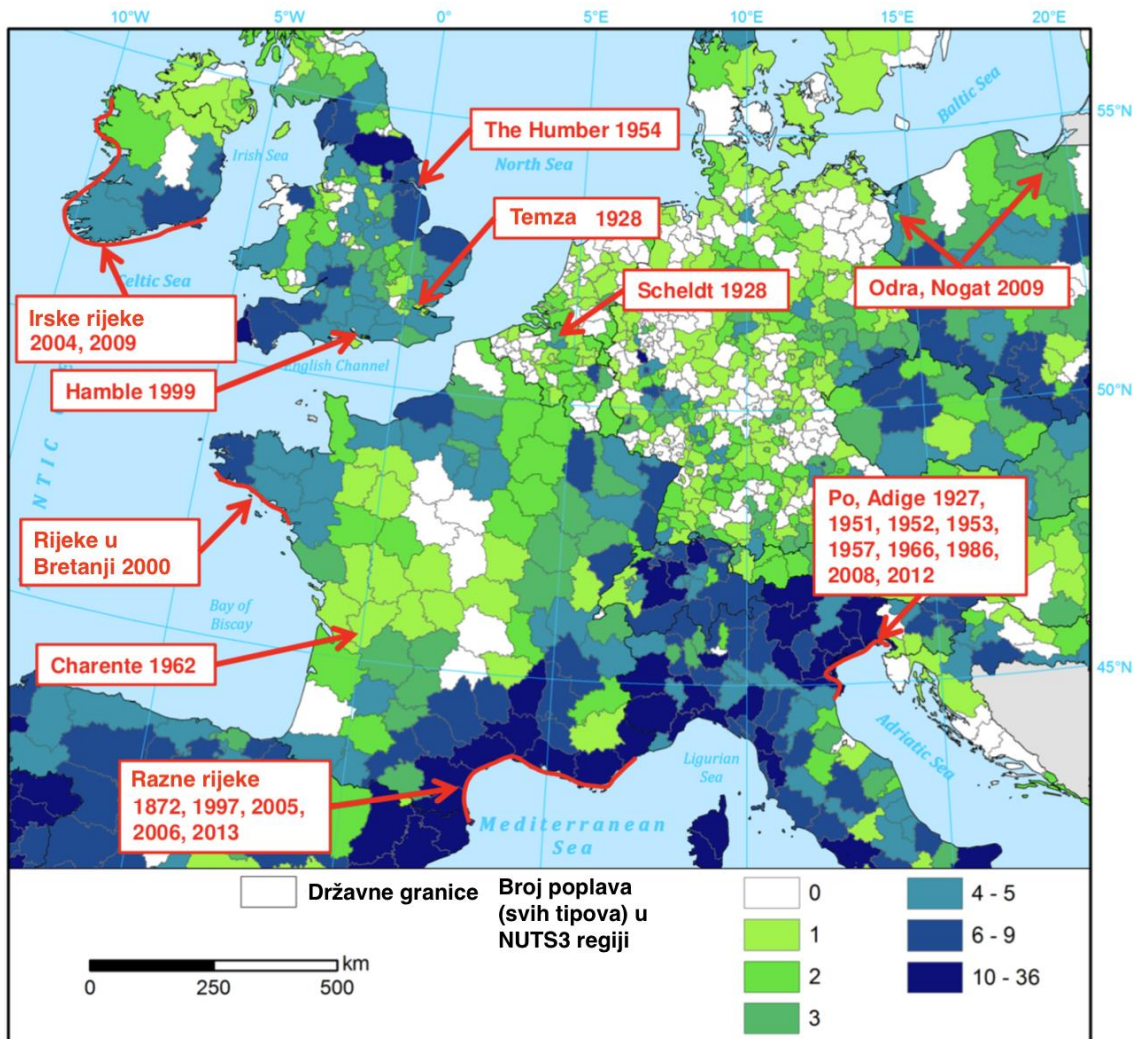 10°W
5°W
0°
5°E
10°E
15°E
20°E
55°N
50°N
45°N
Baltic Sea
Irish Sea
North Sea
The Humber 1954
Temza 1928
Scheldt 1928
Odra, Nogat 2009
Celtic Sea
Irske rijeke
2004, 2009
Hamble 1999
English Channel
NTIC
Po, Adige 1927,
1951, 1952, 1953,
1957, 1966, 1986,
2008, 2012
Rijeke u
Bretanji 2000
Bay of
Biscay
Charente 1962
Adriatic Sea
Ligurian
Sea
Razne rijeke
1872, 1997, 2005,
2006, 2013
Mediterranean
Sea
Državne granice
Broj poplava
(svih tipova) u
NUTS3 regiji
0
1
2
3
4 - 5
6 - 9
10 - 36
km
0 250 500